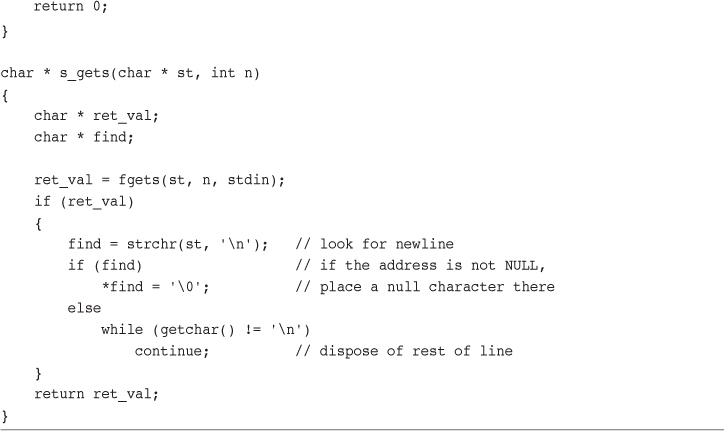 return 0;
}
char * s_gets(char * st, int n)
{
    char * ret_val;
    char * find;
    ret_val = fgets(st, n, stdin);
    if (ret_val)
    {
        find = strchr(st, '\n');   // look for newline
        if (find)                  // if the address is not NULL,
            *find = '\0';          // place a null character there
        else
            while (getchar() != '\n')
                continue;          // dispose of rest of line
    }
    return ret_val;
}